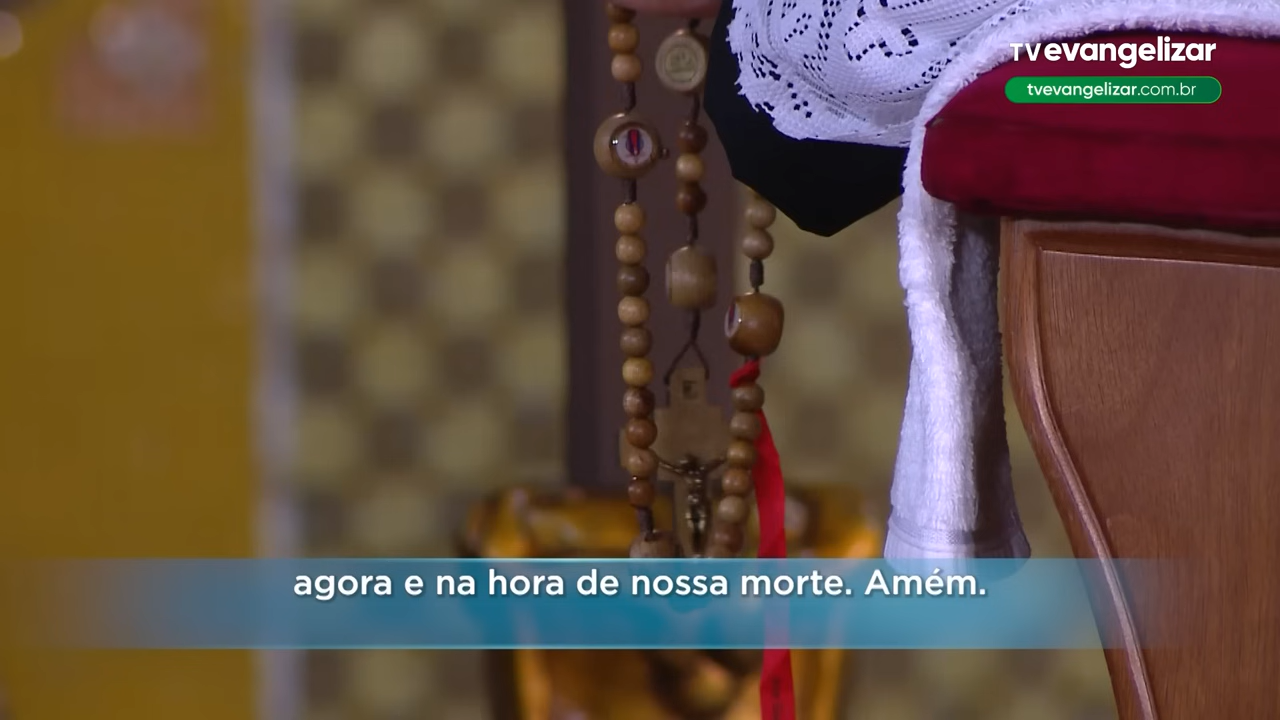 TVevangelizar
tvevangelizar.com.br
agora e na hora de nossa morte. Amém.